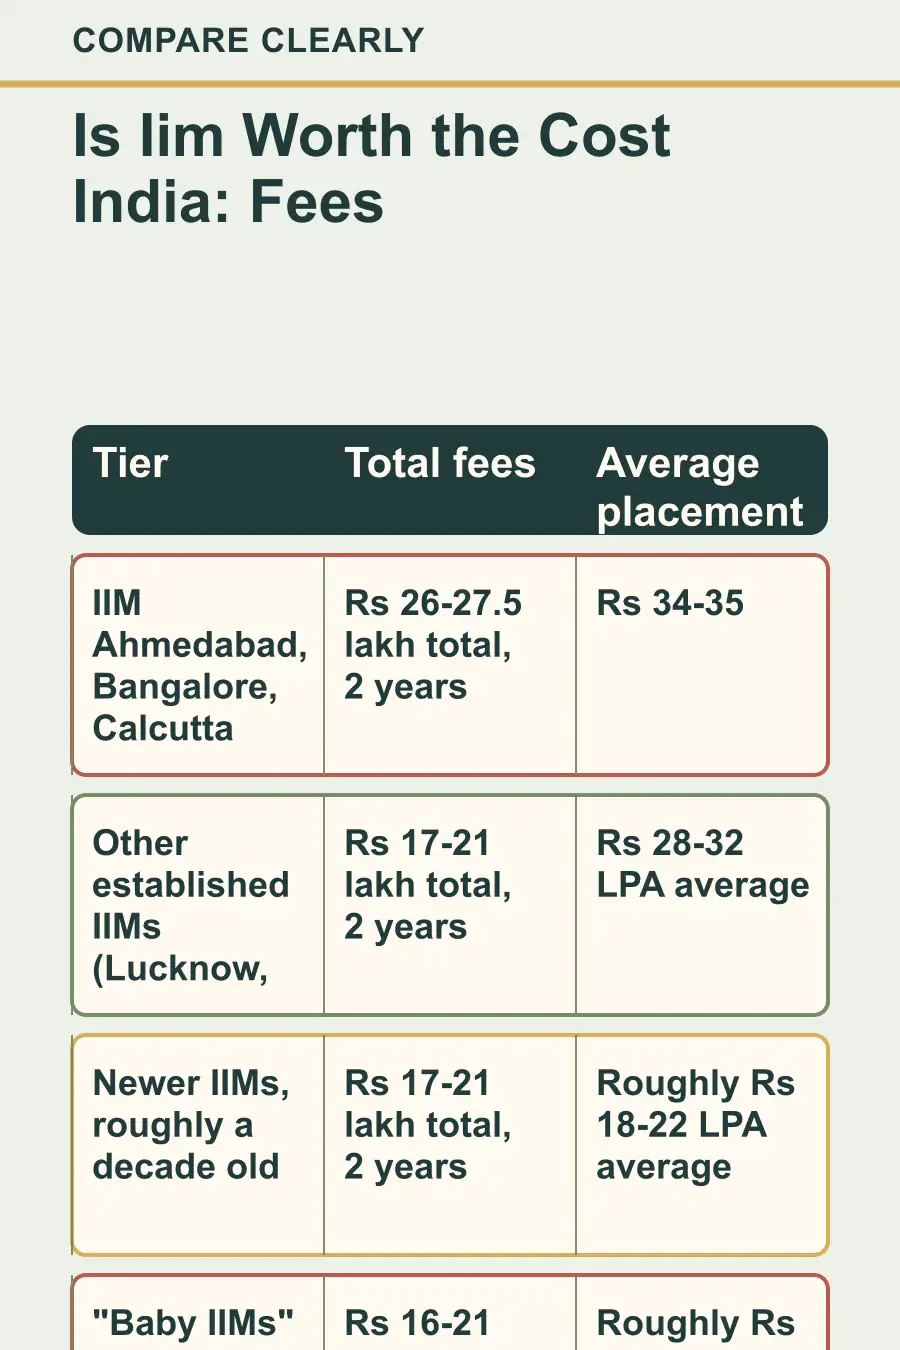 COMPARE CLEARLY
Is Iim Worth the Cost
India: Fees
Tier
Total fees
Average
placement
IIM
Ahmedabad,
Bangalore,
Calcutta
Rs 26-27.5
lakh total,
2 years
Rs 34-35
Other
established
IIMs
(Lucknow,
Rs 17-21
lakh total,
2 years
Rs 28-32
LPA average
Newer IIMs,
roughly a
decade old
Rs 17-21
lakh total,
2 years
Roughly Rs
18-22 LPA
average
"Baby IIMs"
Rs 16-21
Roughly Rs